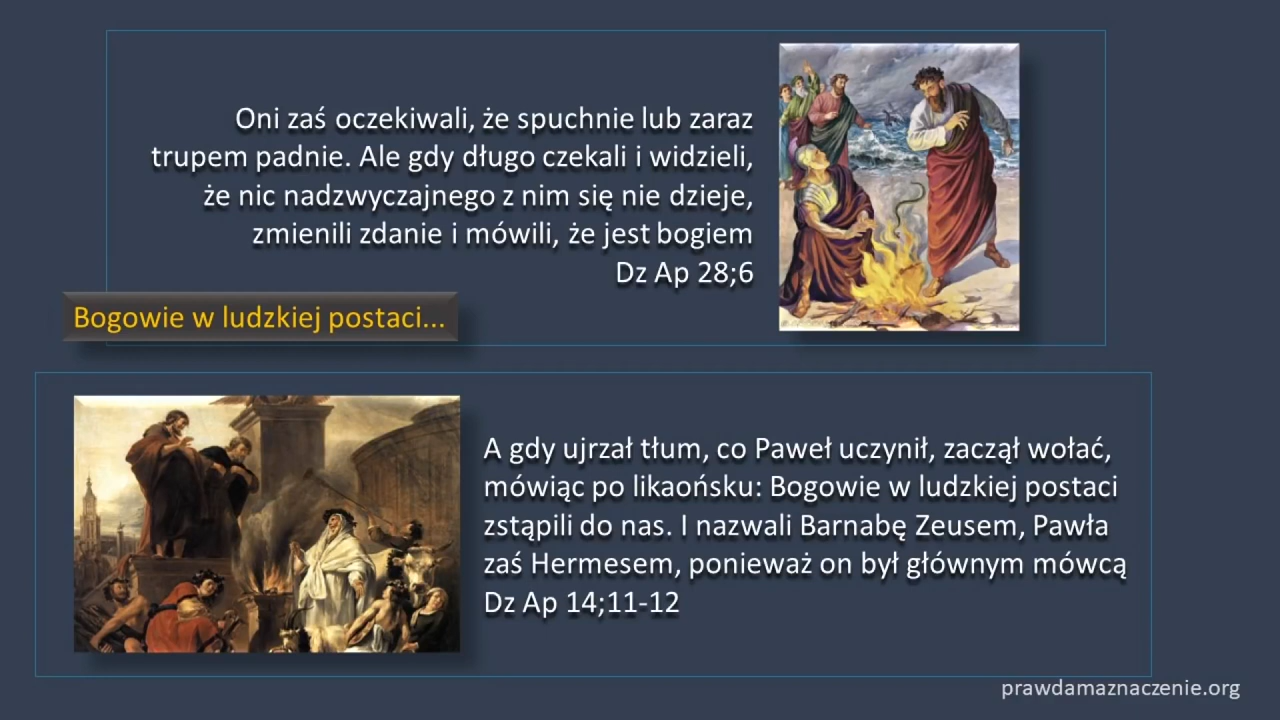 Oni zaś oczekiwali, że spuchnie lub zaraz
trupem padnie. Ale gdy długo czekali i widzieli,
że nic nadzwyczajnego z nim się nie dzieje,
zmienili zdanie i mówili, że jest bogiem
Dz Ap 28;6
Bogowie w ludzkiej postaci...
A gdy ujrzał tłum, co Paweł uczynił, zaczął wołać,
mówiąc po likaońsku: Bogowie w ludzkiej postaci
zstąpili do nas. I nazwali Barnabę Zeusem, Pawła
zaś Hermesem, ponieważ on był głównym mówcą
Dz Ap 14;11-12
prawdamaznaczenie.org